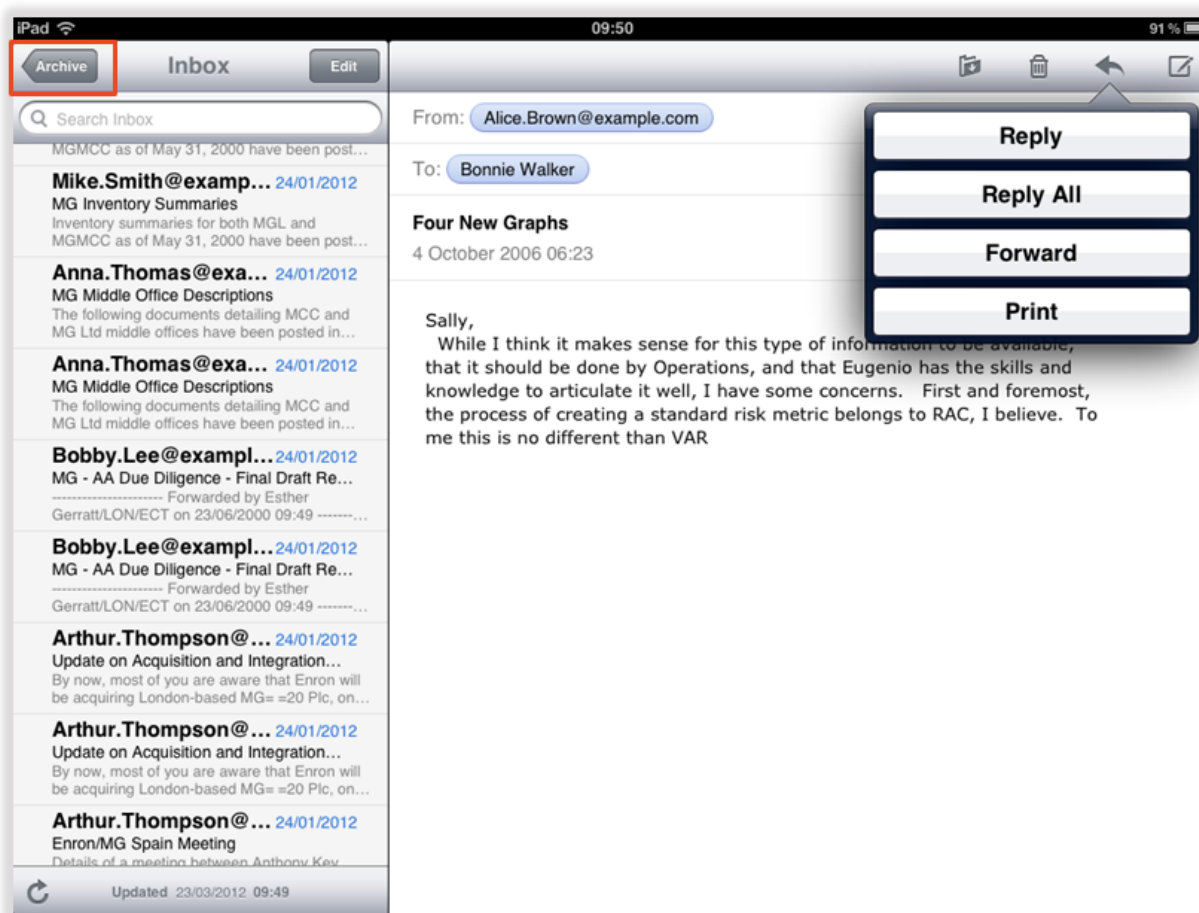 iPad
09:50
91 %
Archive
Inbox
Edit
Search Inbox
MGMCC as of May 31, 2000 have been post...
Mike.Smith@examp... 24/01/2012
MG Inventory Summaries
Inventory summaries for both MGL and
MGMCC as of May 31, 2000 have been post...
Anna.Thomas@exa... 24/01/2012
MG Middle Office Descriptions
The following documents detailing MCC and
MG Ltd middle offices have been posted in...
Anna.Thomas@exa... 24/01/2012
MG Middle Office Descriptions
The following documents detailing MCC and
MG Ltd middle offices have been posted in...
Bobby.Lee@exampl... 24/01/2012
MG - AA Due Diligence - Final Draft Re...
---------------------- Forwarded by Esther
Gerratt/LON/ECT on 23/06/2000 09:49 -------...
Bobby.Lee@exampl... 24/01/2012
MG - AA Due Diligence - Final Draft Re...
---------------------- Forwarded by Esther
Gerratt/LON/ECT on 23/06/2000 09:49 -------...
Arthur.Thompson@... 24/01/2012
Update on Acquisition and Integration...
By now, most of you are aware that Enron will
be acquiring London-based MG= =20 Plc, on...
Arthur.Thompson@... 24/01/2012
Update on Acquisition and Integration...
By now, most of you are aware that Enron will
be acquiring London-based MG= =20 Plc, on...
Arthur.Thompson@... 24/01/2012
Enron/MG Spain Meeting
Details of a meeting between Anthony Key
Updated 23/03/2012 09:49
From: Alice.Brown@example.com
To: Bonnie Walker
Four New Graphs
4 October 2006 06:23
Reply
Reply All
Forward
Print
Sally,
While I think it makes sense for this type of information to be available,
that it should be done by Operations, and that Eugenio has the skills and
knowledge to articulate it well, I have some concerns.   First and foremost,
the process of creating a standard risk metric belongs to RAC, I believe.  To
me this is no different than VAR